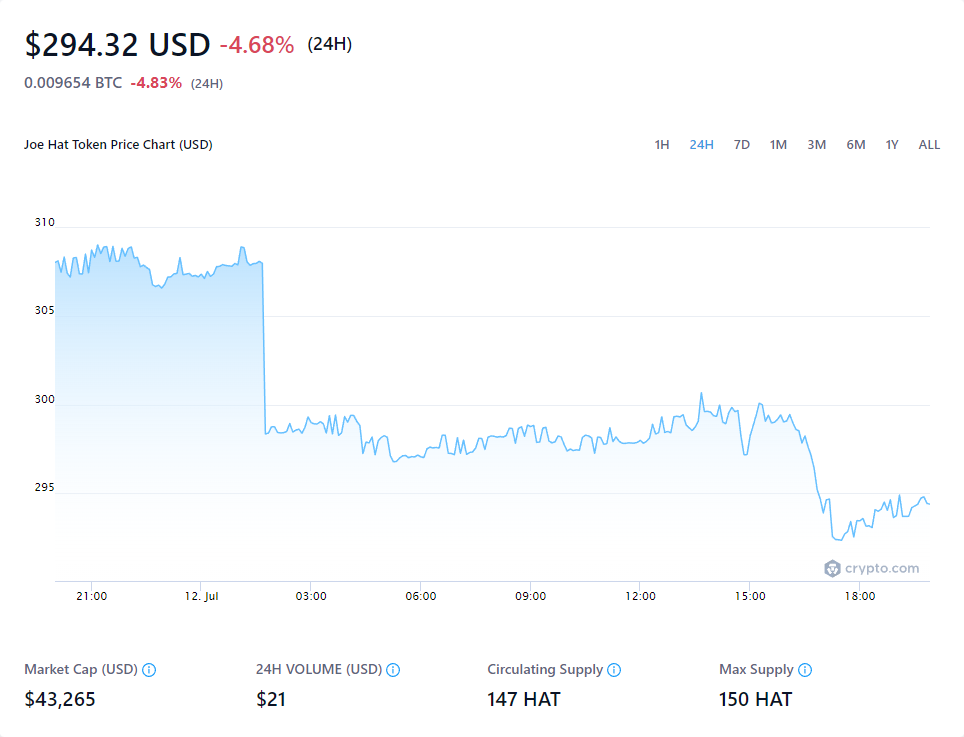 $294.32 USD -4.68% (24H)
0.009654 BTC -4.83% (24H)
Joe Hat Token Price Chart (USD) 1H 24H 7D 1M 3M 6M 1Y ALL
310
305
300
295
crypto.com
21:00 12. Jul 03:00 06:00 09:00 12:00 15:00 18:00
Market Cap (USD) 24H VOLUME (USD) Circulating Supply Max Supply
$43,265 $21 147 HAT 150 HAT